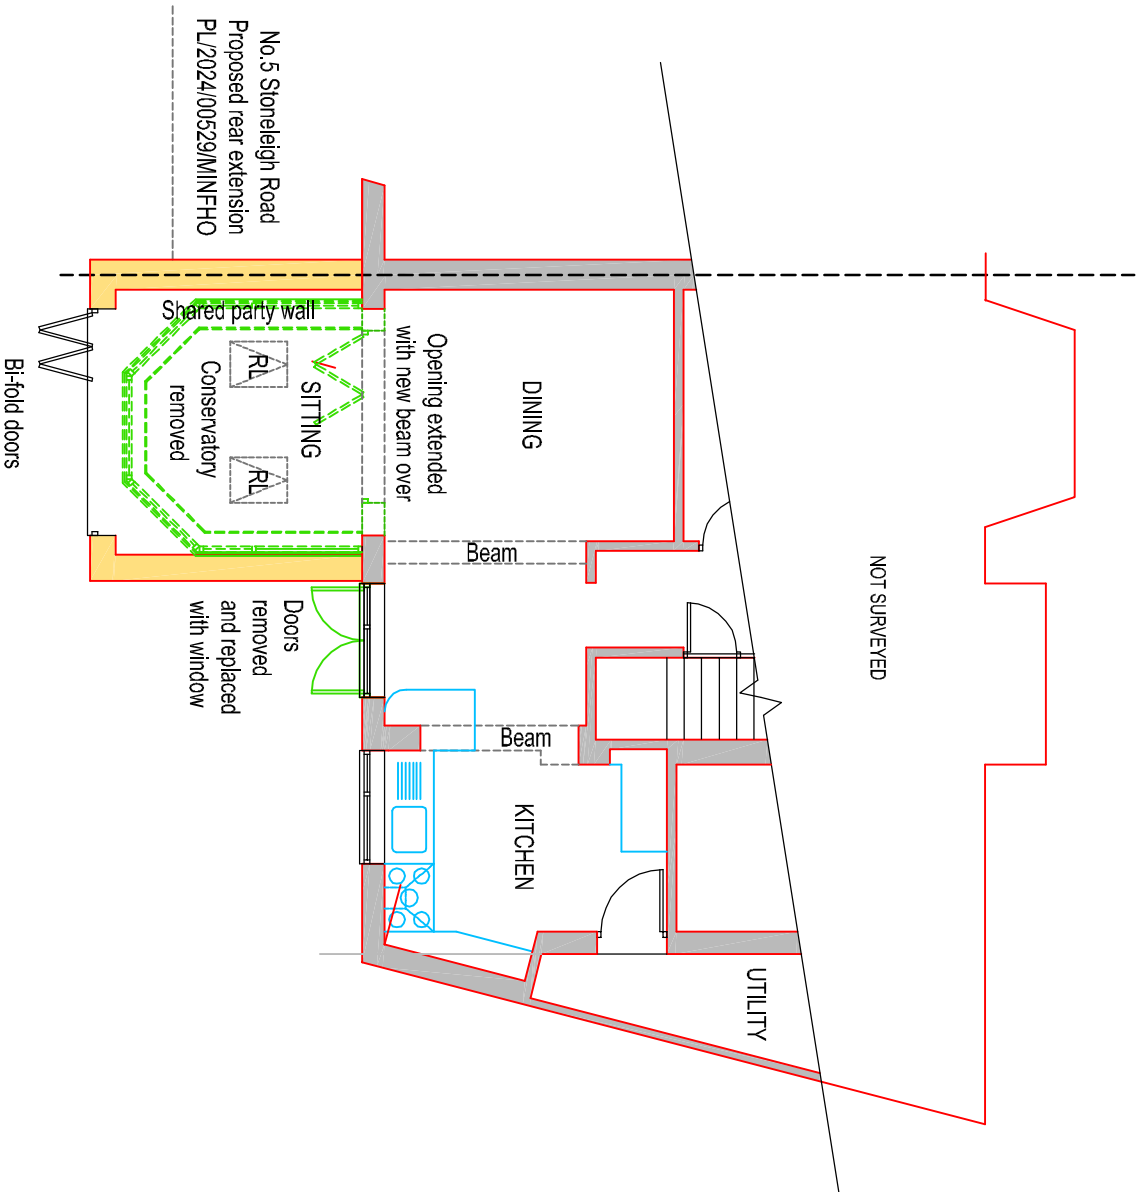 No.5 Stoneleigh Road
Proposed rear extension
PL/2024/00529/MINFHO
NOT SURVEYED
DINING
Opening extended
with new beam over
Shared party wall
RL
SITTING
Conservatory
removed
RL
Bi-fold doors
Beam
Doors
removed
and replaced
with window
Beam
KITCHEN
UTILITY